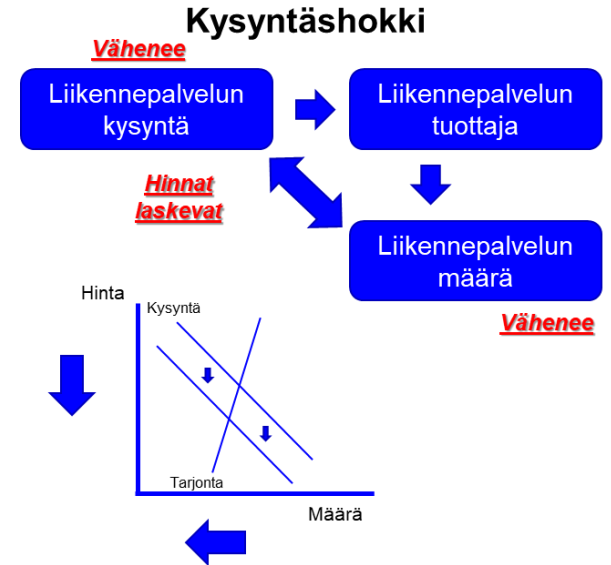 Kysyntäshokki
Vähenee
Liikennepalvelun
kysyntä
Liikennepalvelun
tuottaja
Hinnat
laskevat
Liikennepalvelun
määrä
Vähenee
Hinta
Kysyntä
Tarjonta
Määrä